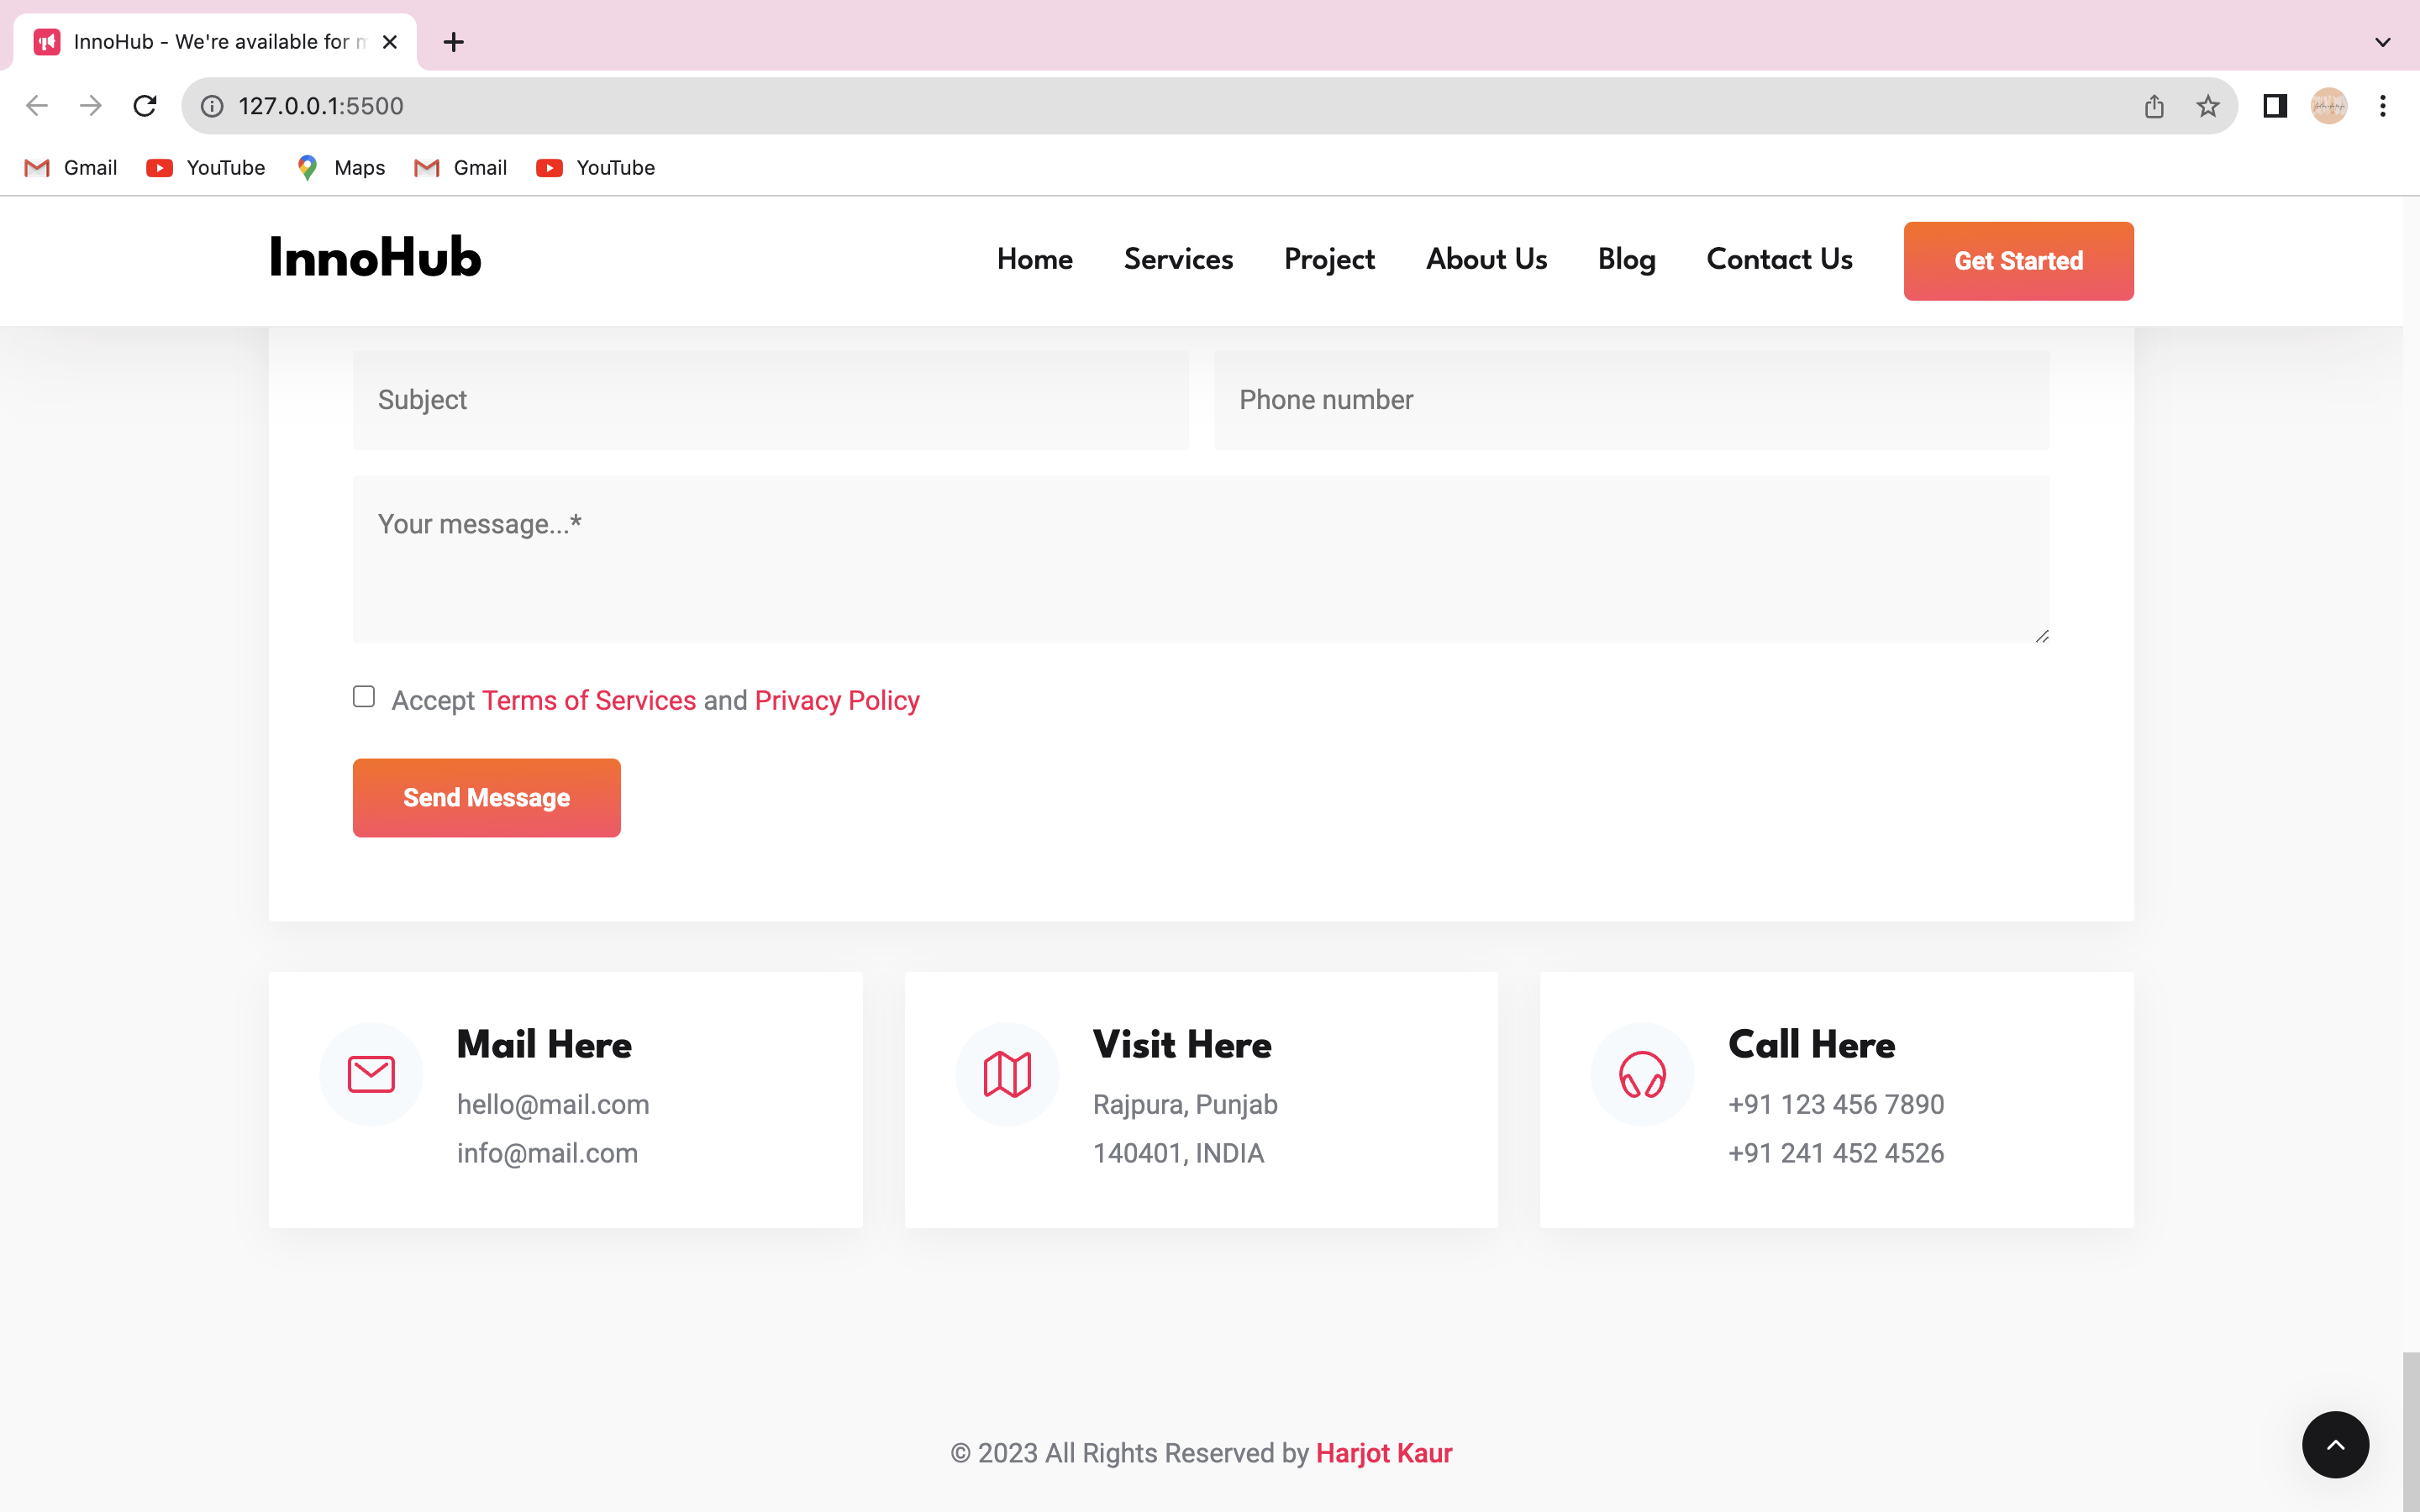 InnoHub - We're available for m
127.0.0.1:5500
Gmail YouTube Maps Gmail YouTube
InnoHub Home Services Project About Us Blog Contact Us Get Started
Subject Phone number
Your message...*
Accept Terms of Services and Privacy Policy
Send Message
Mail Here
hello@mail.com
info@mail.com
Visit Here
Rajpura, Punjab
140401, INDIA
Call Here
+91 123 456 7890
+91 241 452 4526
© 2023 All Rights Reserved by Harjot Kaur